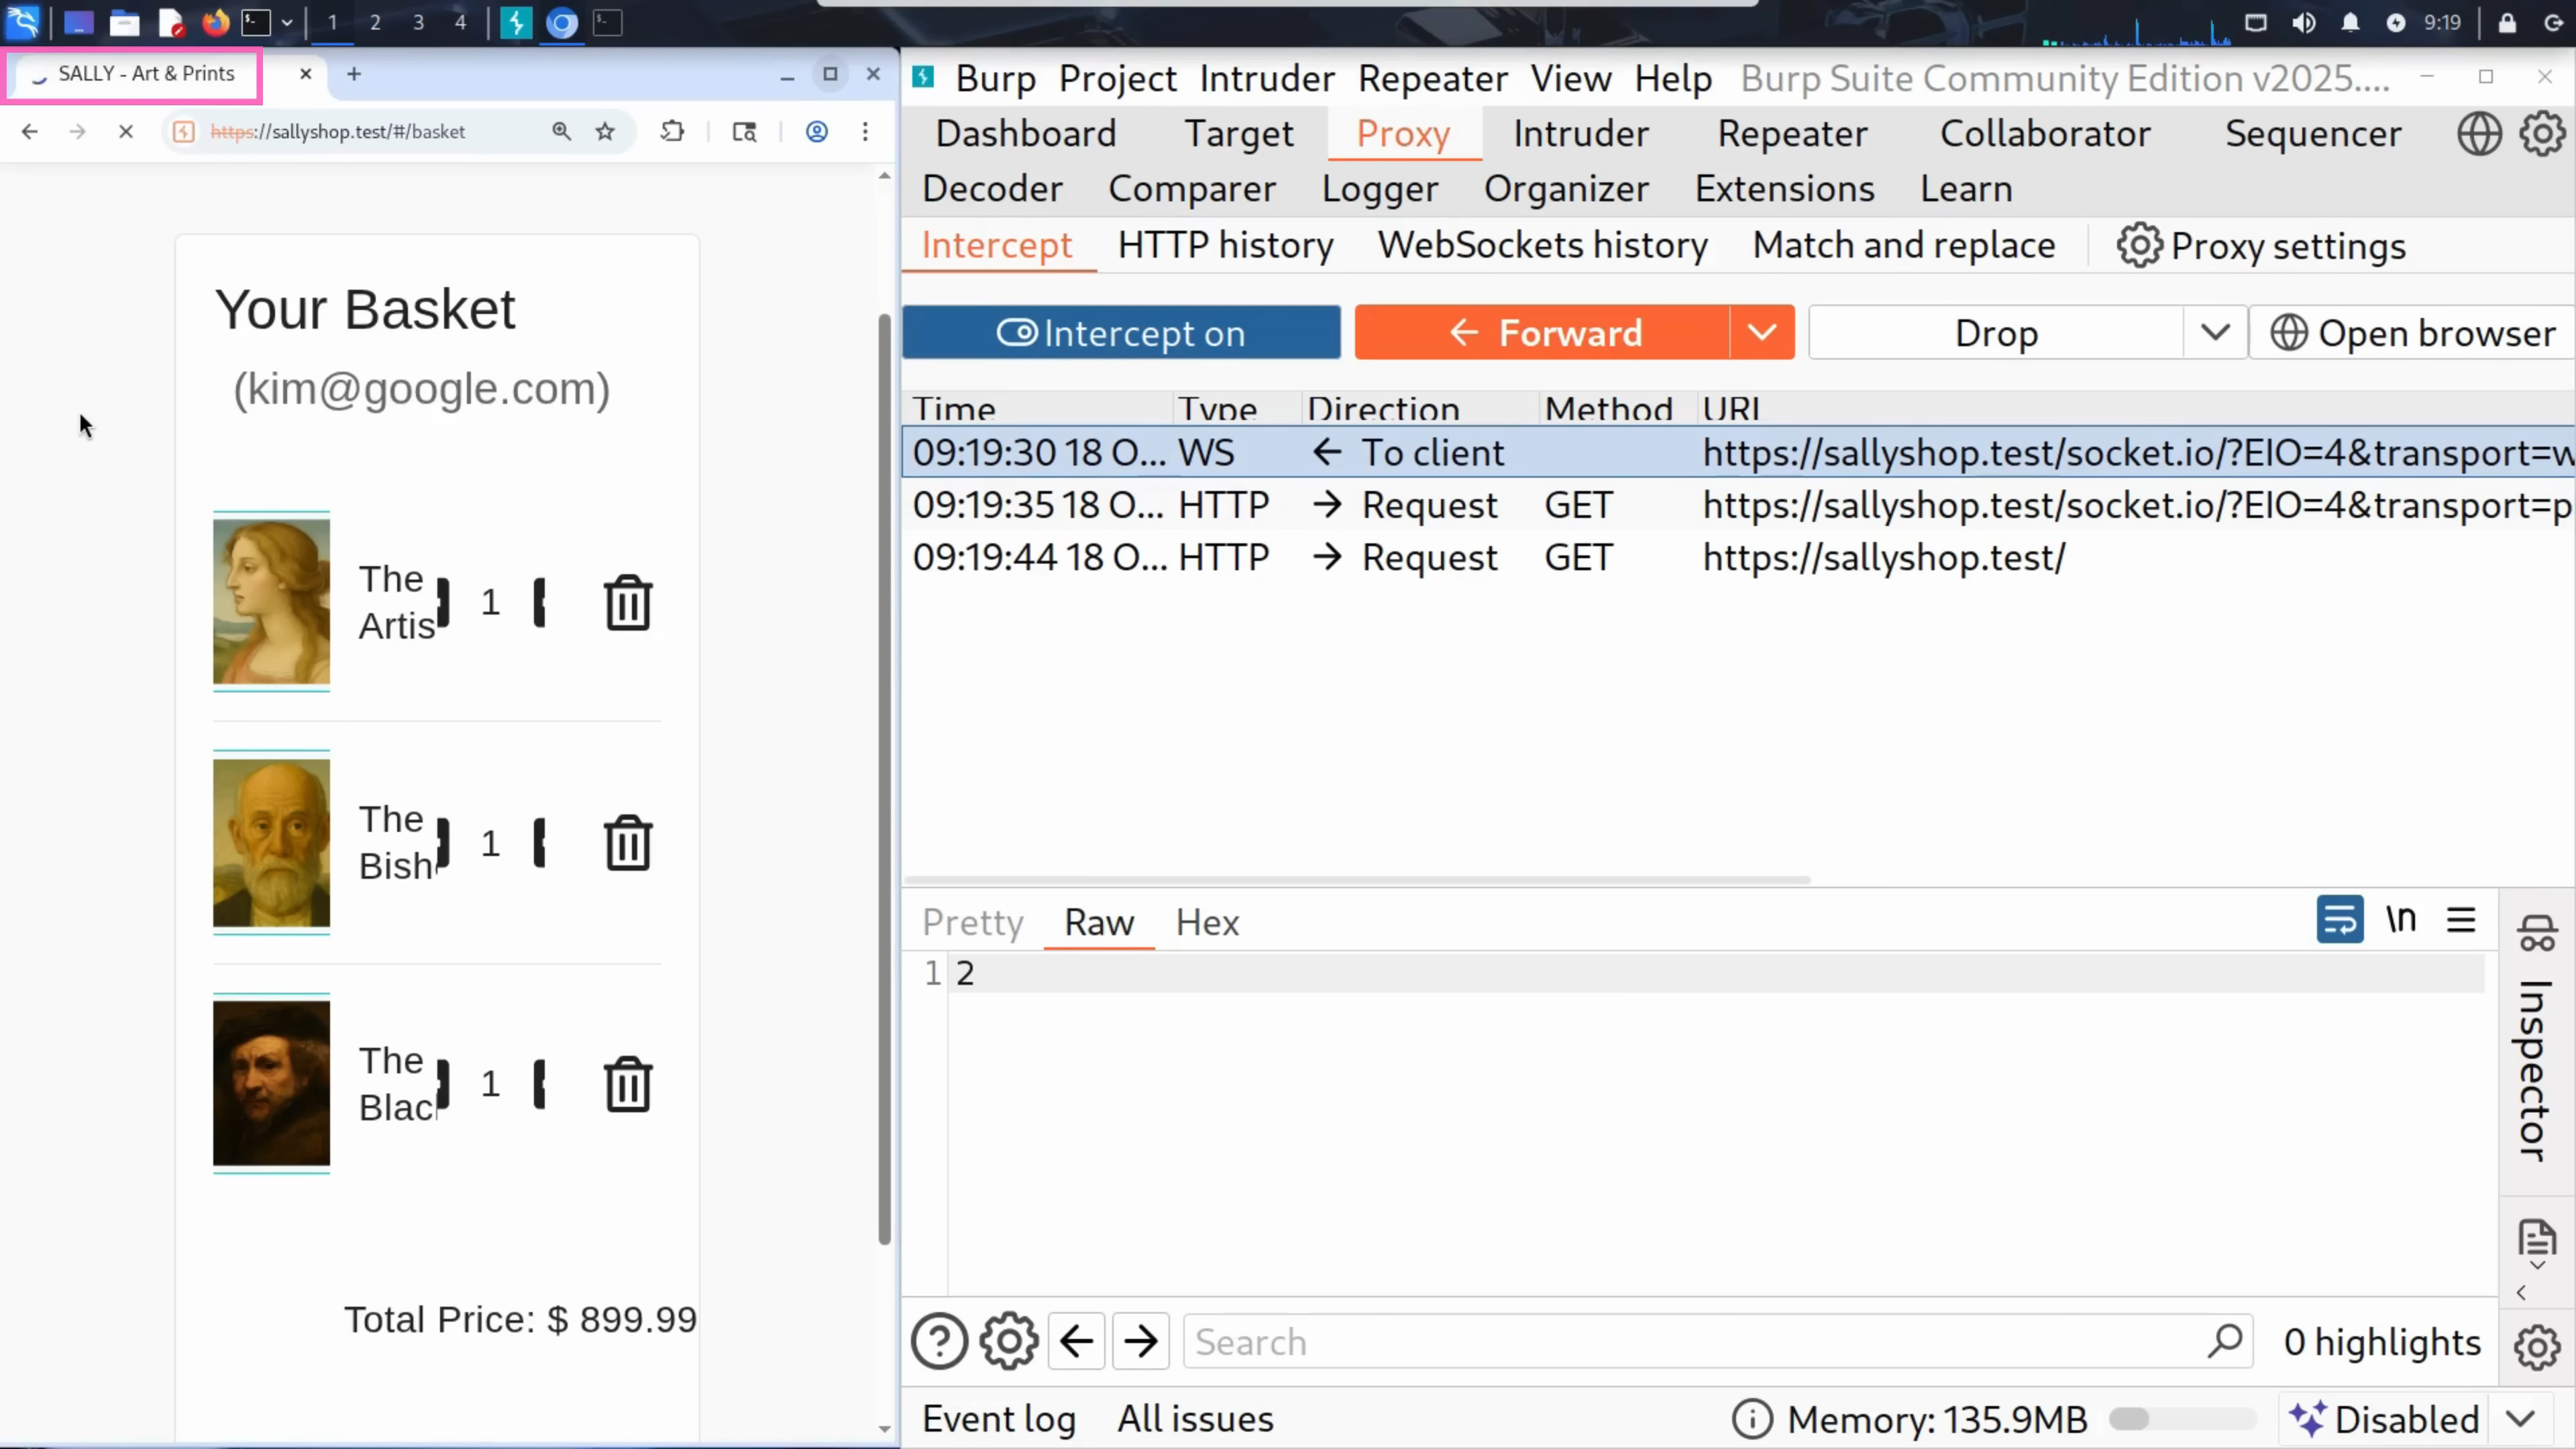 1 2 3 4
9:19
SALLY - Art & Prints
https://sallyshop.test/#/basket
Your Basket
(kim@google.com)
The
Artis
1
The
Bish
1
The
Blac
1
Total Price: $ 899.99
Burp Project Intruder Repeater View Help Burp Suite Community Edition v2025....
Dashboard Target Proxy Intruder Repeater Collaborator Sequencer
Decoder Comparer Logger Organizer Extensions Learn
Intercept HTTP history WebSockets history Match and replace Proxy settings
Intercept on Forward Drop Open browser
Time Type Direction Method URL
09:19:30 18 O... WS ← To client https://sallyshop.test/socket.io/?EIO=4&transport=w
09:19:35 18 O... HTTP → Request GET https://sallyshop.test/socket.io/?EIO=4&transport=p
09:19:44 18 O... HTTP → Request GET https://sallyshop.test/
Pretty Raw Hex
\n
1 2
Inspector
Search
0 highlights
Event log All issues
Memory: 135.9MB
Disabled